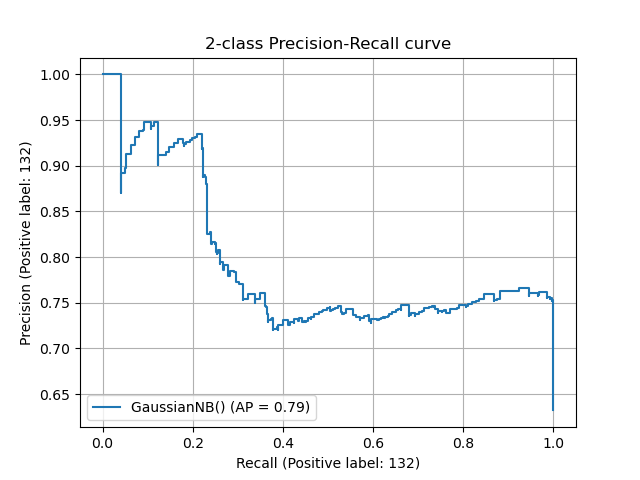 2-class Precision-Recall curve
1.00
0.95
0.90
0.85
0.80
0.75
0.70
0.65
Precision (Positive label: 132)
GaussianNB() (AP = 0.79)
0.0 0.2 0.4 0.6 0.8 1.0
Recall (Positive label: 132)